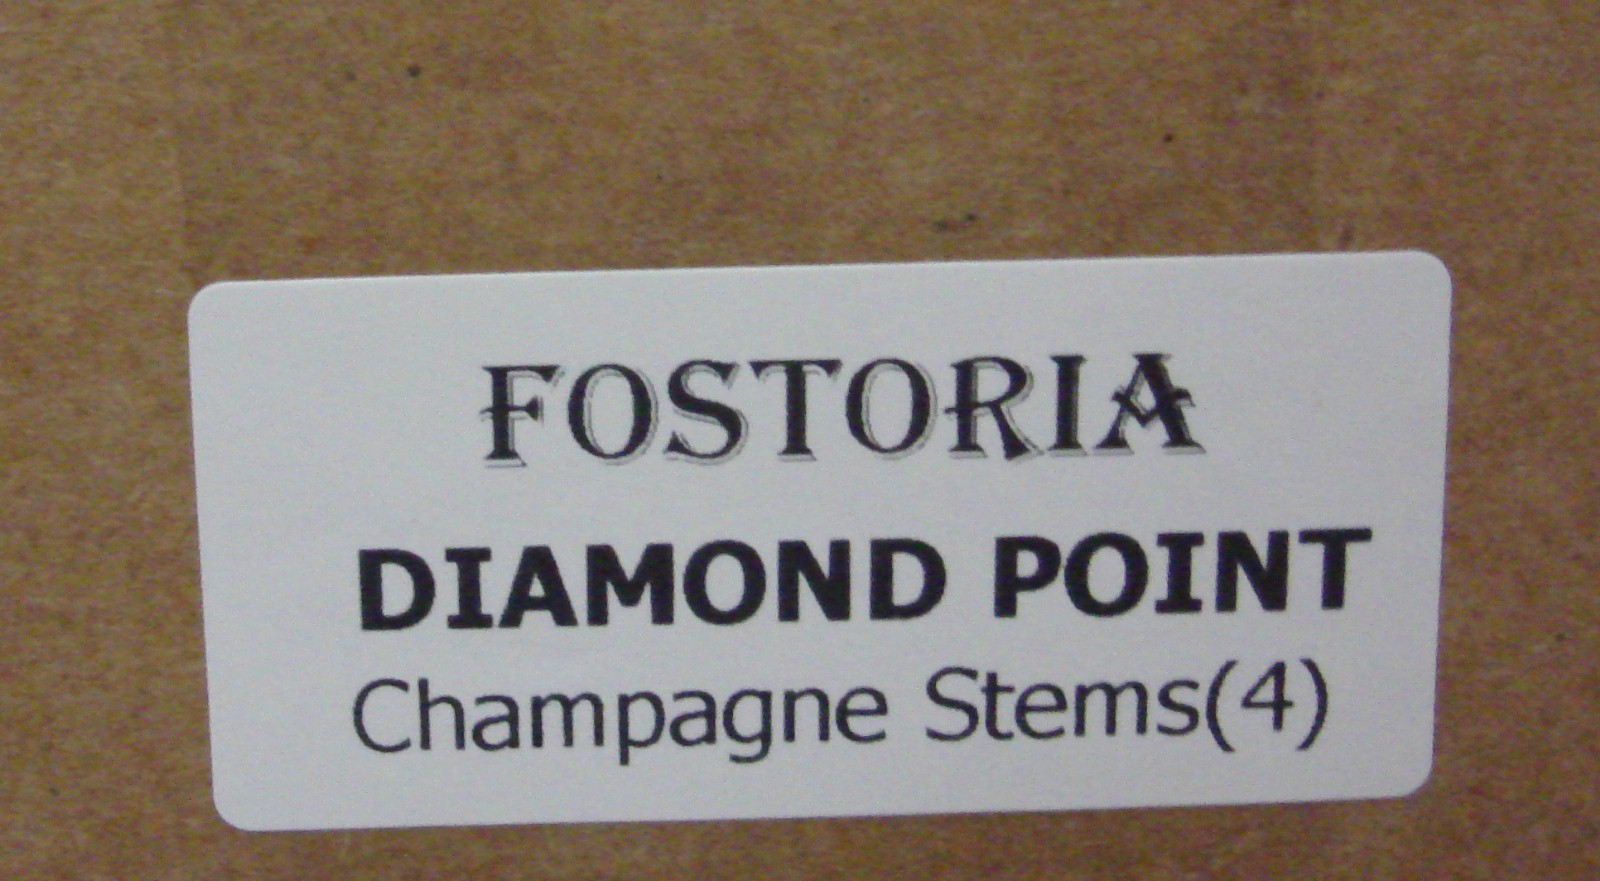 FOSTORIA
DIAMOND POINT
Champagne Stems(4)